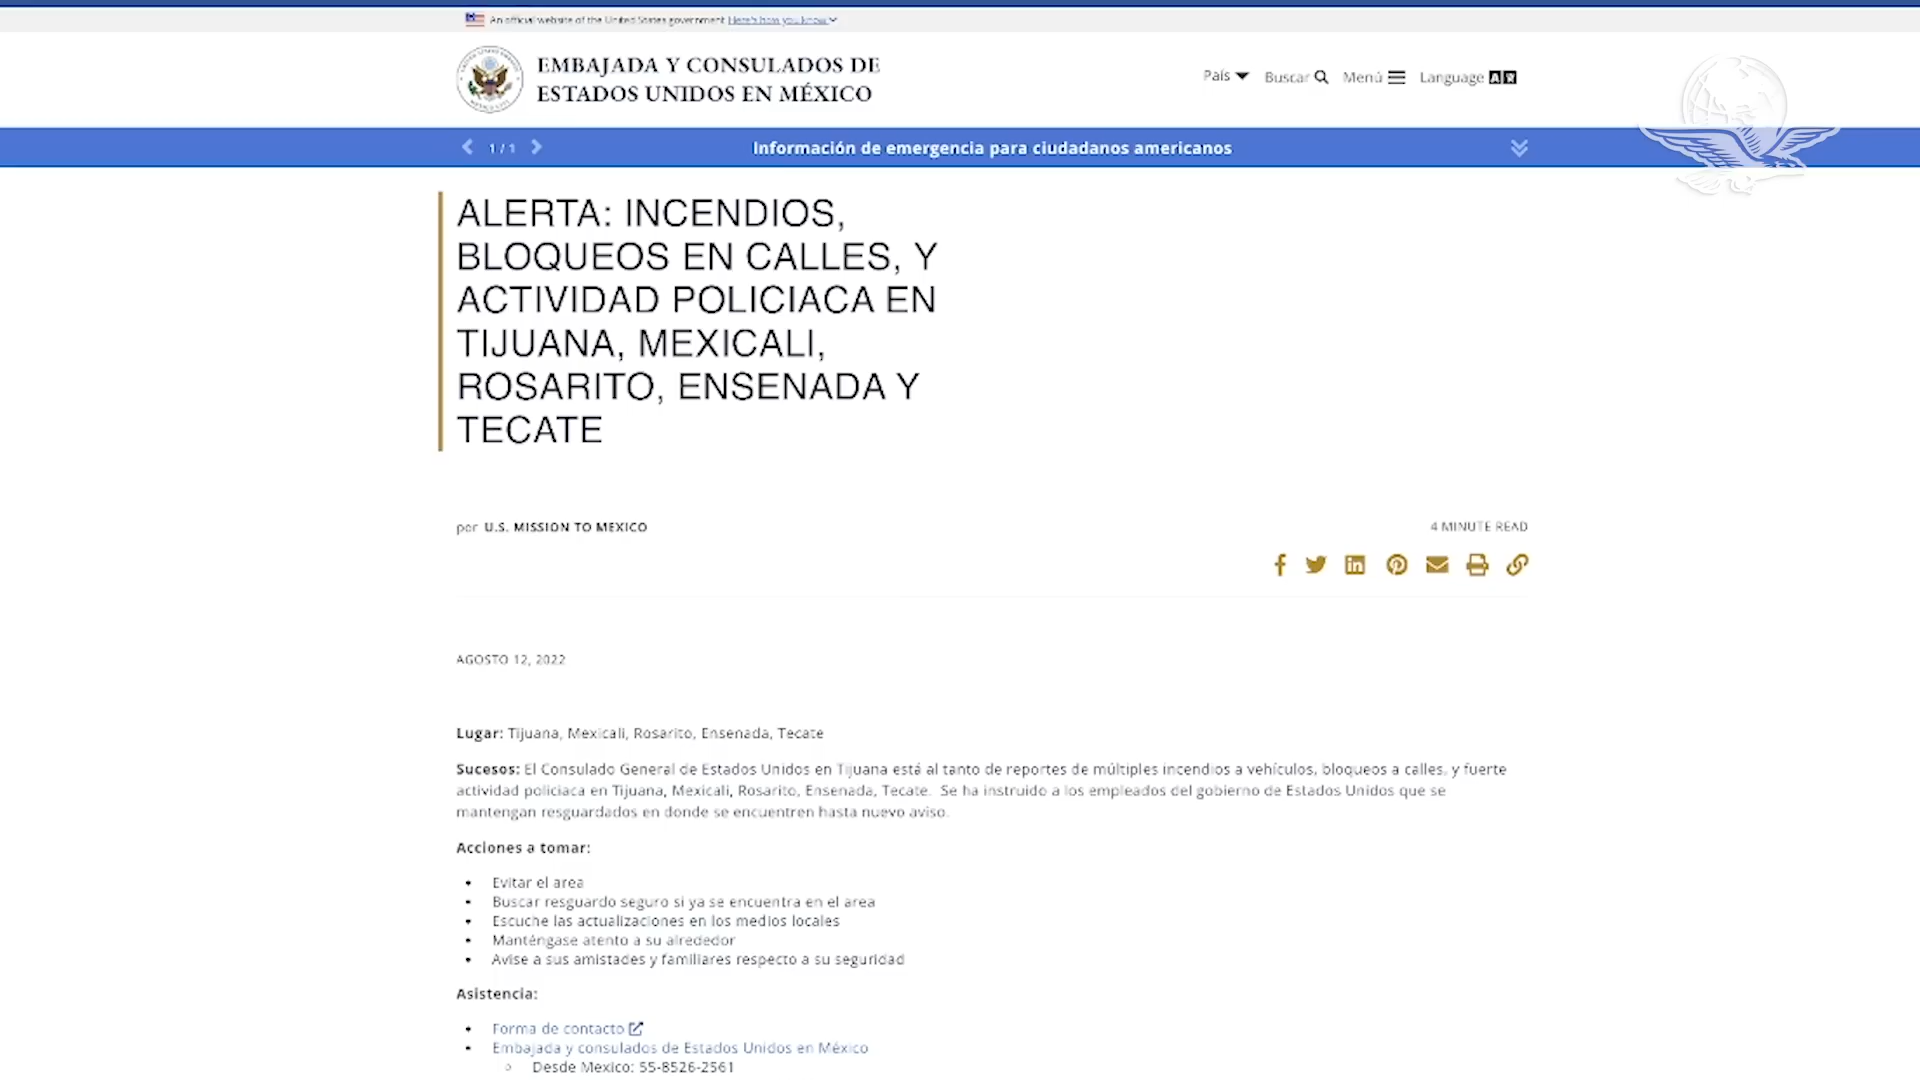 An official website of the United States government Here's how you know
EMBAJADA Y CONSULADOS DE
ESTADOS UNIDOS EN MÉXICO
País
Buscar
Menú
Language
1 / 1
Información de emergencia para ciudadanos americanos
ALERTA: INCENDIOS,
BLOQUEOS EN CALLES, Y
ACTIVIDAD POLICIACA EN
TIJUANA, MEXICALI,
ROSARITO, ENSENADA Y
TECATE
por U.S. MISSION TO MEXICO
4 MINUTE READ
AGOSTO 12, 2022
Lugar: Tijuana, Mexicali, Rosarito, Ensenada, Tecate
Sucesos: El Consulado General de Estados Unidos en Tijuana está al tanto de reportes de múltiples incendios a vehículos, bloqueos a calles, y fuerte
actividad policiaca en Tijuana, Mexicali, Rosarito, Ensenada, Tecate. Se ha instruido a los empleados del gobierno de Estados Unidos que se
mantengan resguardados en donde se encuentren hasta nuevo aviso.
Acciones a tomar:
• Evitar el area
• Buscar resguardo seguro si ya se encuentra en el area
• Escuche las actualizaciones en los medios locales
• Manténgase atento a su alrededor
• Avise a sus amistades y familiares respecto a su seguridad
Asistencia:
• Forma de contacto
• Embajada y consulados de Estados Unidos en México
◦ Desde Mexico: 55-8526-2561